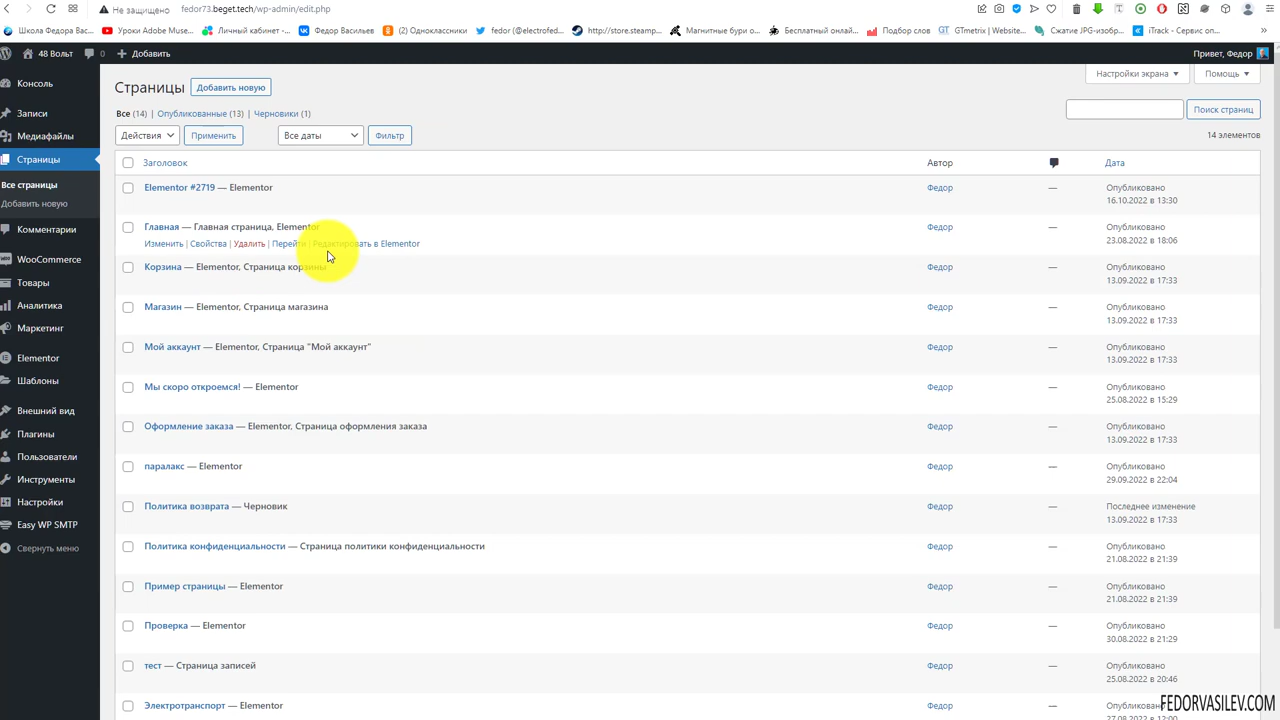 Не защищено fedor73.beget.tech/wp-admin/edit.php
Школа Федора Вас... Уроки Adobe Muse... Личный кабинет -... Федор Васильев (2) Одноклассники fedor (@electrofed... http://store.steamp... Магнитные бури о... Бесплатный онлай... Подбор слов GTmetrix | Website... Сжатие JPG-изобр... iTrack - Сервис оп... »
48 Вольт 0 Добавить Привет, Федор
Настройки экрана Помощь
Консоль
Записи
Медиафайлы
Страницы
Все страницы
Добавить новую
Комментарии
WooCommerce
Товары
Аналитика
Маркетинг
Elementor
Шаблоны
Внешний вид
Плагины
Пользователи
Инструменты
Настройки
Easy WP SMTP
Свернуть меню
Страницы Добавить новую
Все (14) | Опубликованные (13) | Черновики (1)
Поиск страниц
Действия Применить Все даты Фильтр 14 элементов
Заголовок Автор Дата
Elementor #2719 — Elementor Федор — Опубликовано
16.10.2022 в 13:30
Главная — Главная страница, Elementor Федор — Опубликовано
Изменить | Свойства | Удалить | Перейти | Редактировать в Elementor 23.08.2022 в 18:06
Корзина — Elementor, Страница корзины Федор — Опубликовано
13.09.2022 в 17:33
Магазин — Elementor, Страница магазина Федор — Опубликовано
13.09.2022 в 17:33
Мой аккаунт — Elementor, Страница "Мой аккаунт" Федор — Опубликовано
13.09.2022 в 17:33
Мы скоро откроемся! — Elementor Федор — Опубликовано
25.08.2022 в 15:29
Оформление заказа — Elementor, Страница оформления заказа Федор — Опубликовано
13.09.2022 в 17:33
паралакс — Elementor Федор — Опубликовано
29.09.2022 в 22:04
Политика возврата — Черновик Федор — Последнее изменение
13.09.2022 в 17:33
Политика конфиденциальности — Страница политики конфиденциальности Федор — Опубликовано
21.08.2022 в 21:39
Пример страницы — Elementor Федор — Опубликовано
21.08.2022 в 21:39
Проверка — Elementor Федор — Опубликовано
30.08.2022 в 21:29
тест — Страница записей Федор — Опубликовано
25.08.2022 в 20:46
Электротранспорт — Elementor Федор — Опубликовано
27.08.2022 в 12:00
FEDORVASILEV.COM